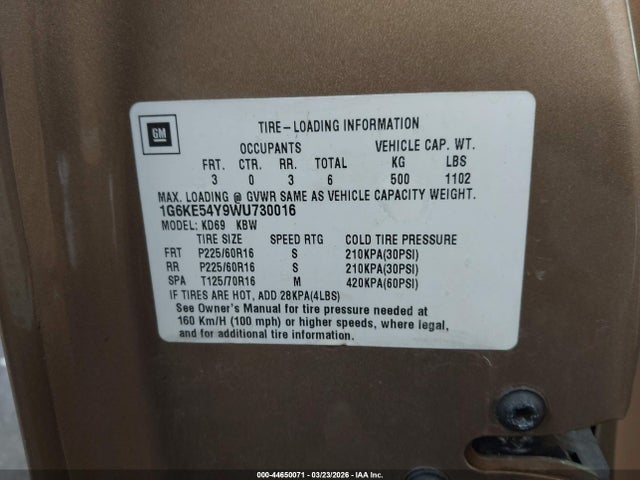 GM
TIRE-LOADING INFORMATION
OCCUPANTS VEHICLE CAP. WT.
FRT. CTR. RR. TOTAL KG LBS
3 0 3 6 500 1102
MAX. LOADING @ GVWR SAME AS VEHICLE CAPACITY WEIGHT.
1G6KE54Y9WU730016
MODEL: KD69 KBW
TIRE SIZE SPEED RTG COLD TIRE PRESSURE
FRT P225/60R16 S 210KPA(30PSI)
RR P225/60R16 S 210KPA(30PSI)
SPA T125/70R16 M 420KPA(60PSI)
IF TIRES ARE HOT, ADD 28KPA(4LBS)
See Owner's Manual for tire pressure needed at
160 Km/H (100 mph) or higher speeds, where legal,
and for additional tire information.
000-44650071 - 03/23/2026 - IAA Inc.